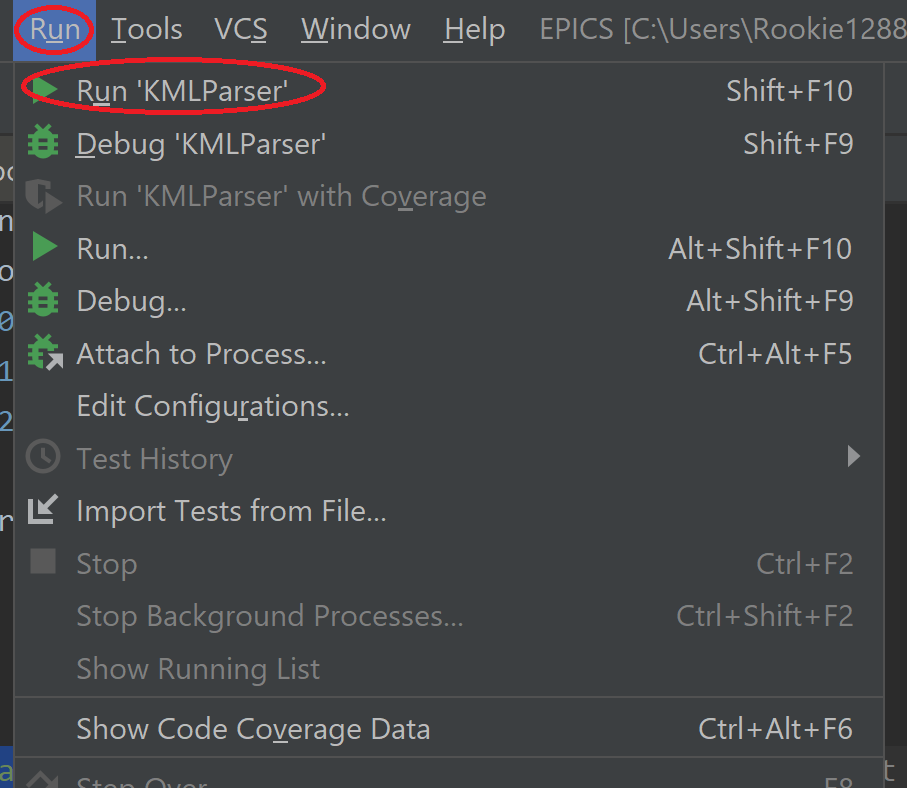 Run Tools VCS Window Help EPICS [C:\Users\Rookie1288
Run 'KMLParser' Shift+F10
Debug 'KMLParser' Shift+F9
Run 'KMLParser' with Coverage
Run... Alt+Shift+F10
Debug... Alt+Shift+F9
Attach to Process... Ctrl+Alt+F5
Edit Configurations...
Test History
Import Tests from File...
Stop Ctrl+F2
Stop Background Processes... Ctrl+Shift+F2
Show Running List
Show Code Coverage Data Ctrl+Alt+F6
Step Over F8